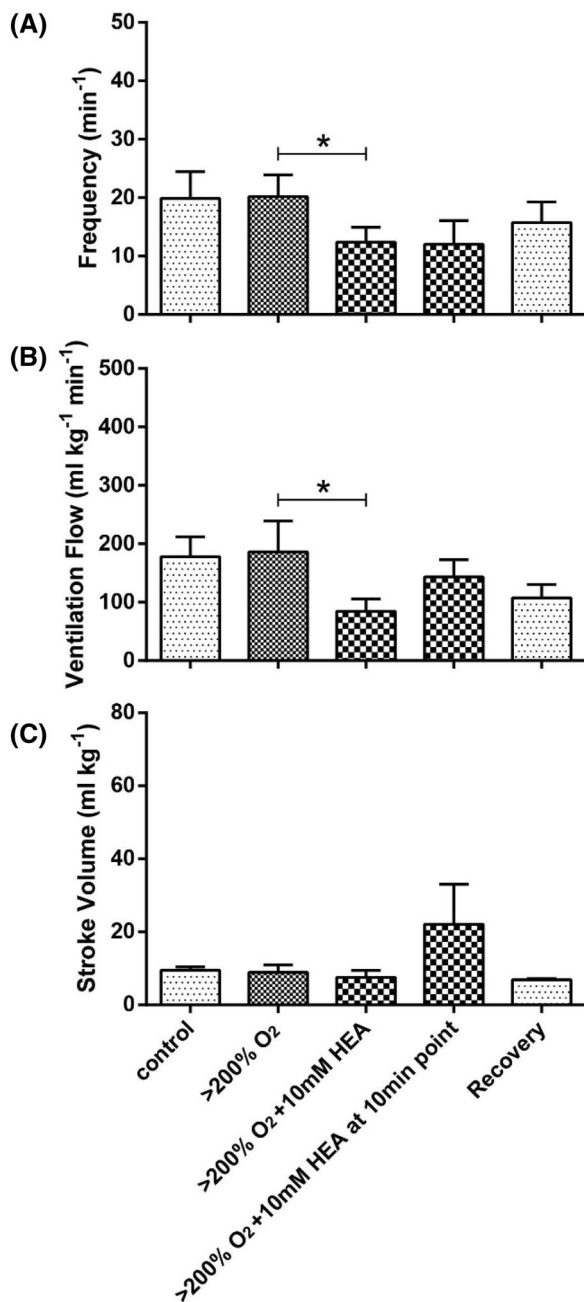 (A)
Frequency (min⁻¹)
50
40
30
20
10
0
*
(B)
Ventilation Flow (ml kg⁻¹ min⁻¹)
500
400
300
200
100
0
*
(C)
Stroke Volume (ml kg⁻¹)
80
60
40
20
0
control
>200% O₂
>200% O₂ +10mM HEA
>200% O₂ +10mM HEA at 10min point
Recovery